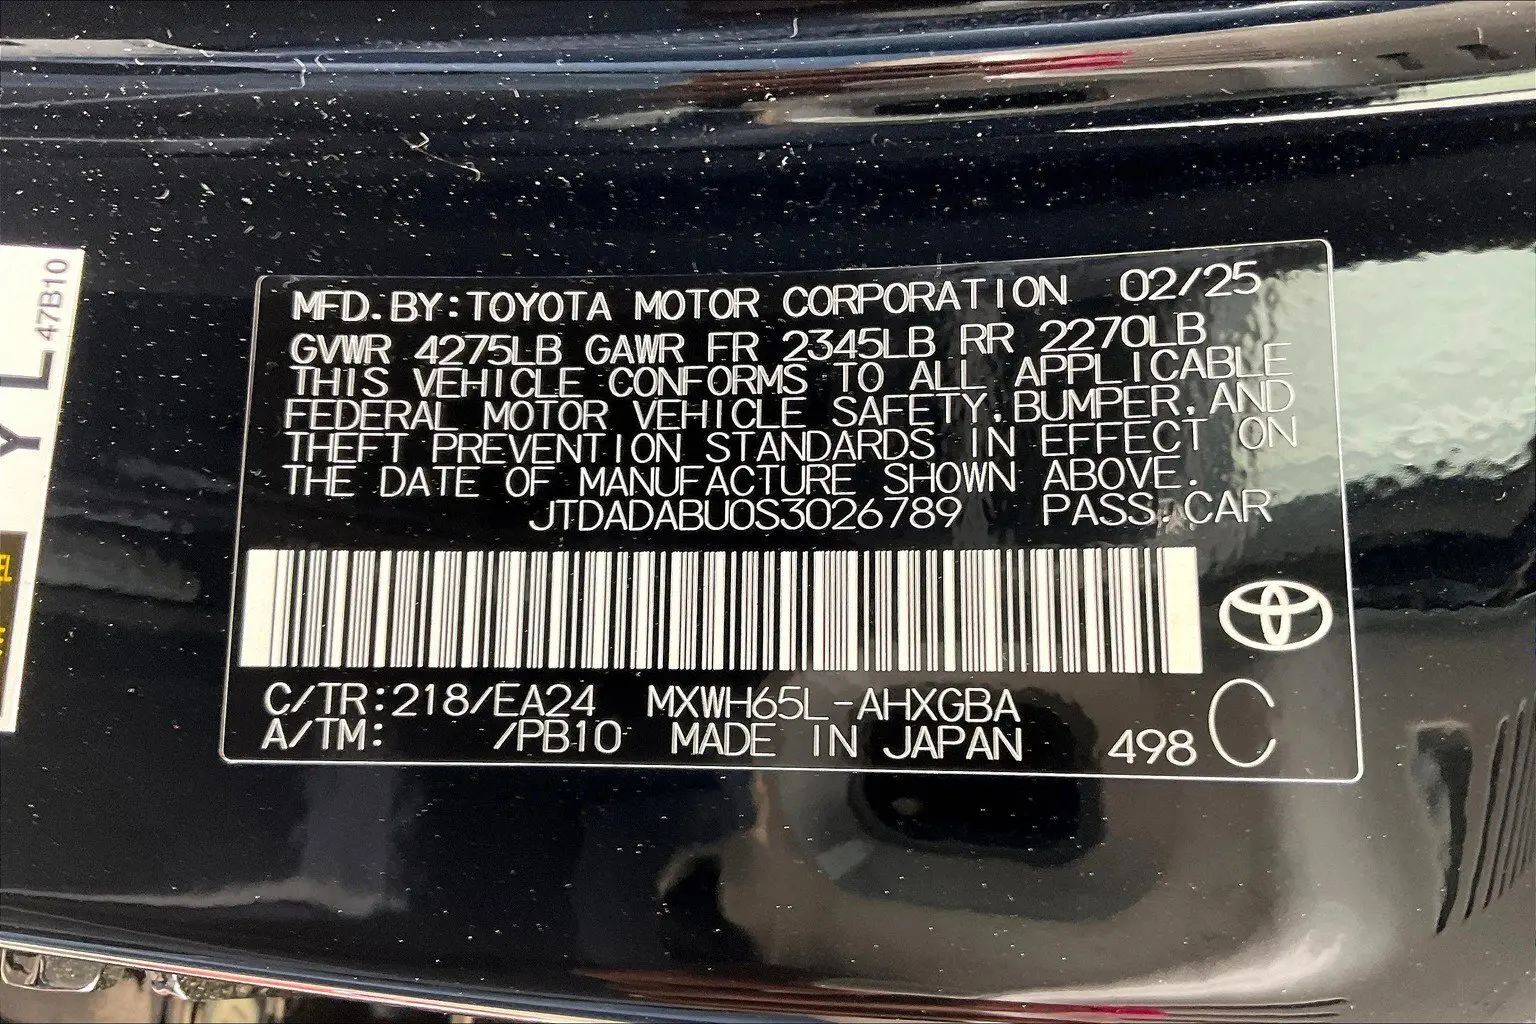 MFD.BY:TOYOTA MOTOR CORPORATION 02/25
GVWR 4275LB GAWR FR 2345LB RR 2270LB
THIS VEHICLE CONFORMS TO ALL APPLICABLE
FEDERAL MOTOR VEHICLE SAFETY,BUMPER,AND
THEFT PREVENTION STANDARDS IN EFFECT ON
THE DATE OF MANUFACTURE SHOWN ABOVE.
JTDADABU0S3026789 PASS.CAR
C/TR:218/EA24 MXWH65L-AHXGBA
A/TM: /PB10 MADE IN JAPAN 498 C
YL
47B10